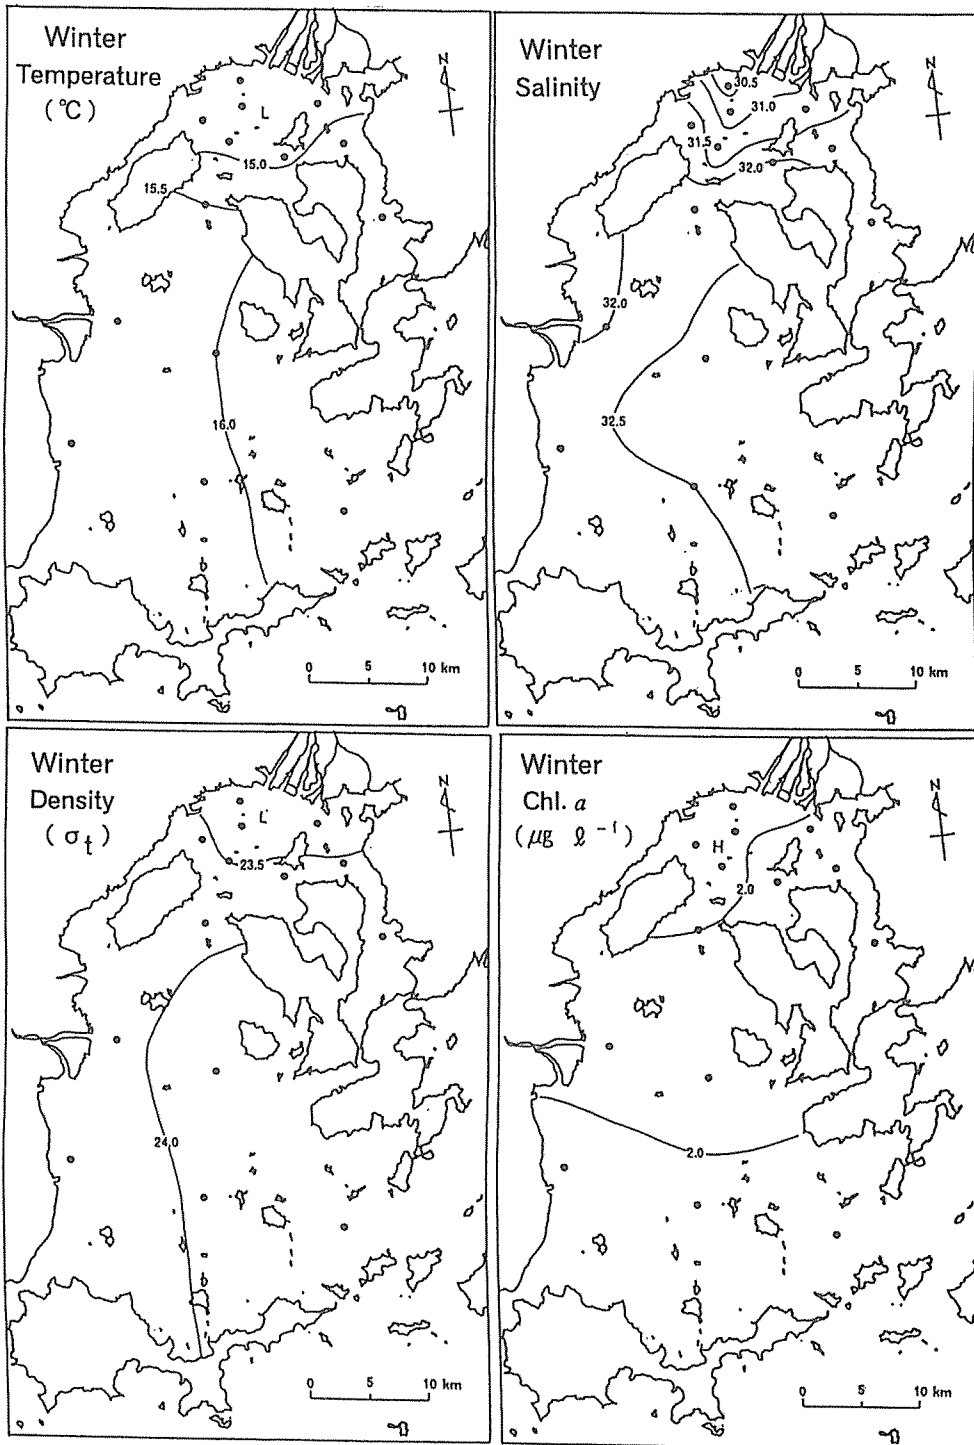 Winter
Temperature
(°C)
N
L
15.0
15.5
16.0
0 5 10 km
Winter
Salinity
N
30.5
31.0
31.5
32.0
32.0
32.5
0 5 10 km
Winter
Density
(σt)
N
L
23.5
24.0
0 5 10 km
Winter
Chl. a
(μg ℓ⁻¹)
N
H
2.0
2.0
0 5 10 km